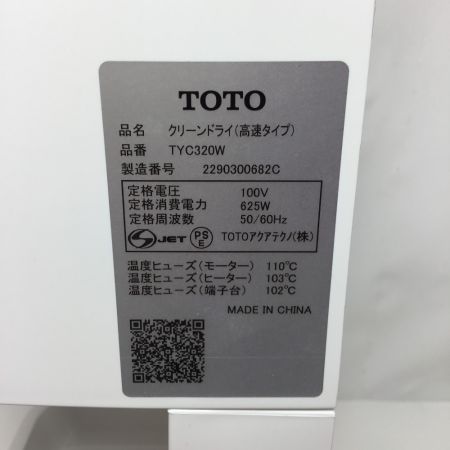 TOTO
品名 クリーンドライ(高速タイプ)
品番 TYC320W
製造番号 2290300682C
定格電圧 100V
定格消費電力 625W
定格周波数 50/60Hz
S JET PS E TOTOアクアテクノ(株)
温度ヒューズ(モーター) 110℃
温度ヒューズ(ヒーター) 103℃
温度ヒューズ(端子台) 102℃
MADE IN CHINA